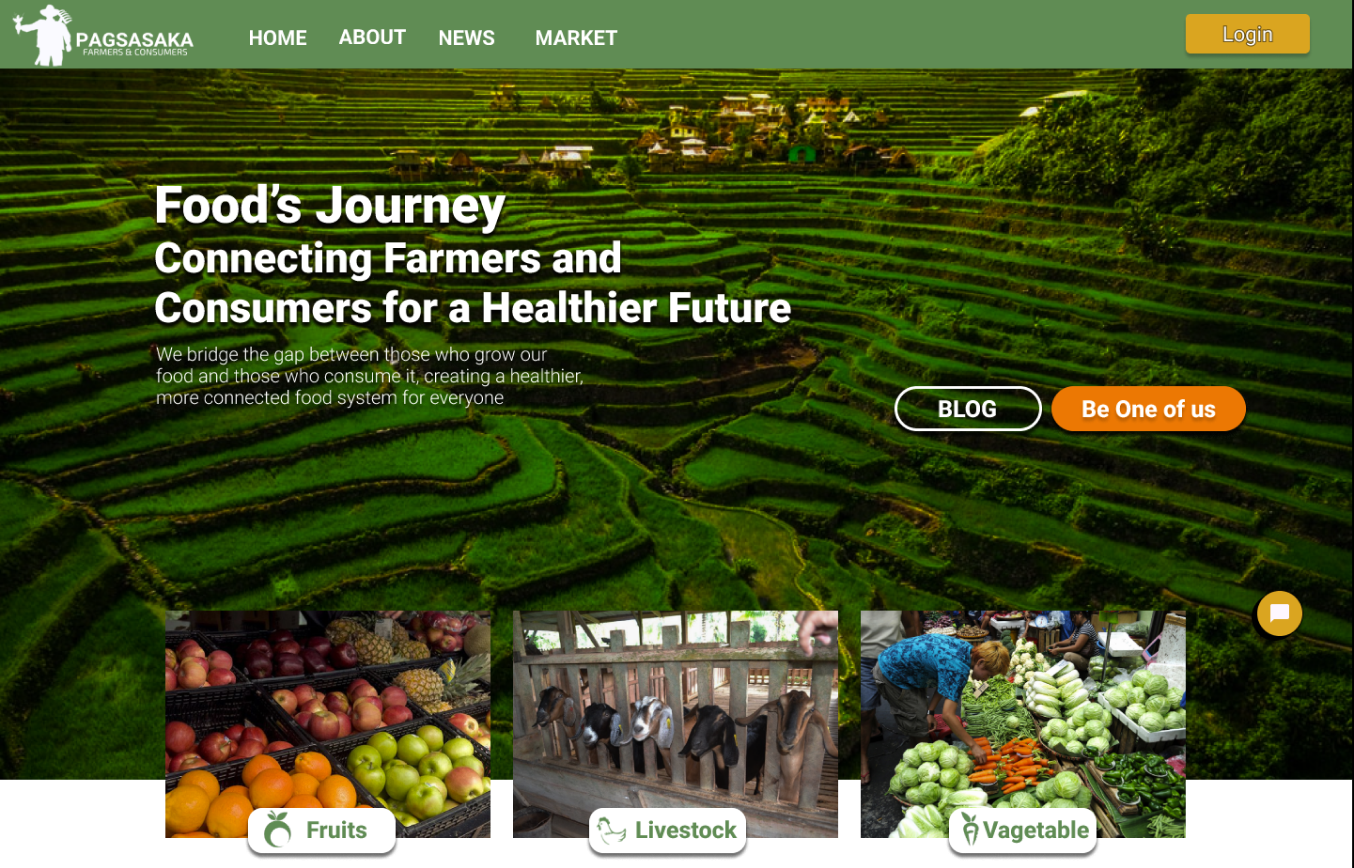 PAGSASAKA
FARMERS & CONSUMERS
HOME ABOUT NEWS MARKET
Login
Food's Journey
Connecting Farmers and
Consumers for a Healthier Future
We bridge the gap between those who grow our
food and those who consume it, creating a healthier,
more connected food system for everyone
BLOG
Be One of us
Fruits
Livestock
Vagetable